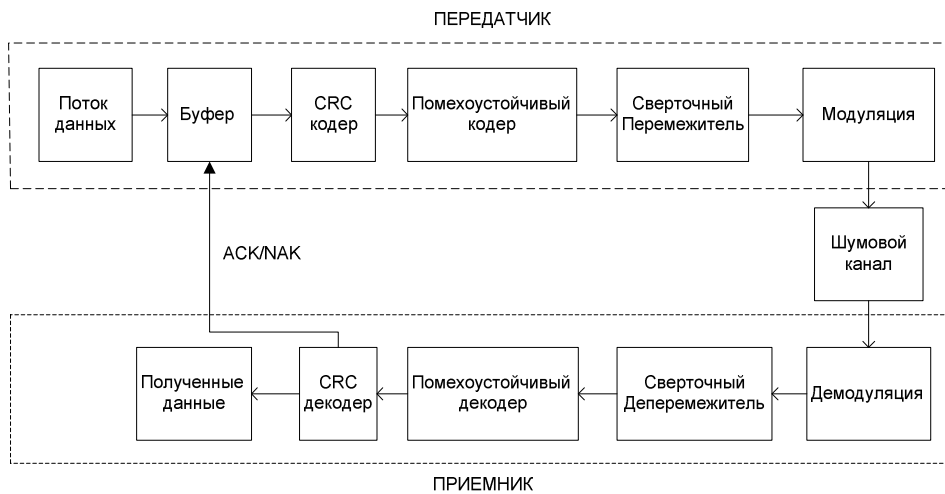 ПЕРЕДАТЧИК
Поток
данных
Буфер
CRC
кодер
Помехоустойчивый
кодер
Сверточный
Перемежитель
Модуляция
Шумовой
канал
ACK/NAK
Полученные
данные
CRC
декодер
Помехоустойчивый
декодер
Сверточный
Деперемежитель
Демодуляция
ПРИЕМНИК